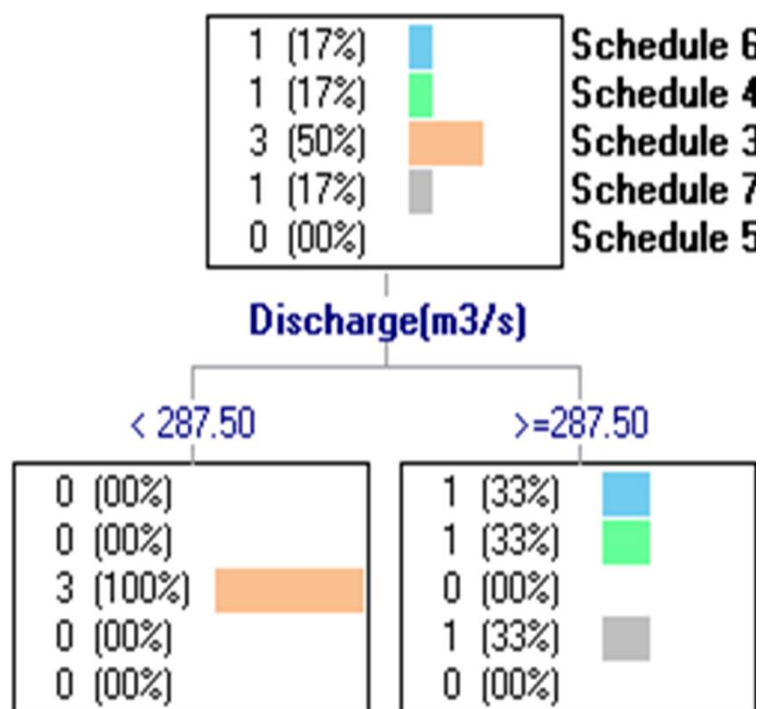 1 (17%) Schedule 6
1 (17%) Schedule 4
3 (50%) Schedule 3
1 (17%) Schedule 7
0 (00%) Schedule 5
Discharge(m3/s)
< 287.50 >=287.50
0 (00%) 1 (33%)
0 (00%) 1 (33%)
3 (100%) 0 (00%)
0 (00%) 1 (33%)
0 (00%) 0 (00%)